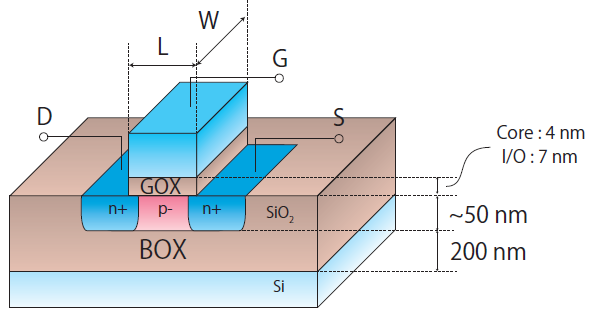 W
L
G
D
S
Core : 4 nm
I/O : 7 nm
GOX
n+ p- n+ SiO₂
~50 nm
BOX
200 nm
Si